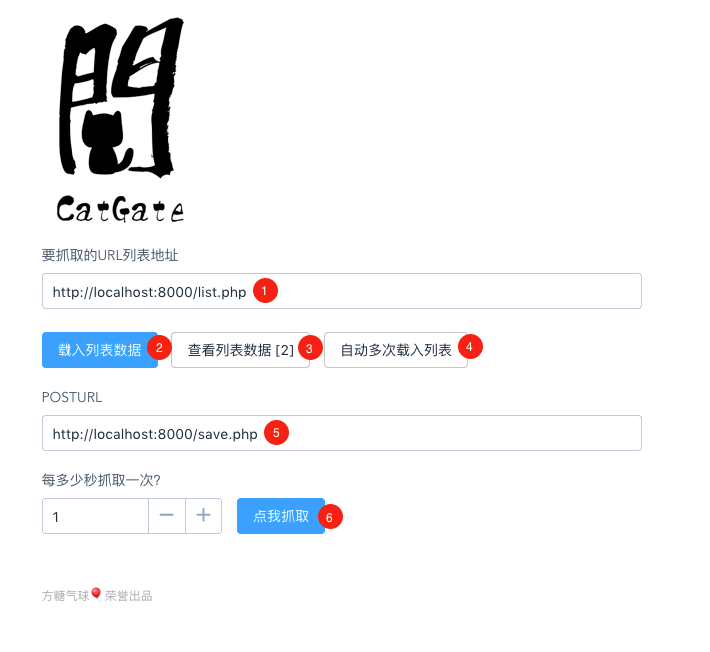 閻
CatGate
要抓取的URL列表地址
http://localhost:8000/list.php 1
载入列表数据 2 查看列表数据 [2] 3 自动多次载入列表 4
POSTURL
http://localhost:8000/save.php 5
每多少秒抓取一次?
1 − + 点我抓取 6
方糖气球🎈荣誉出品